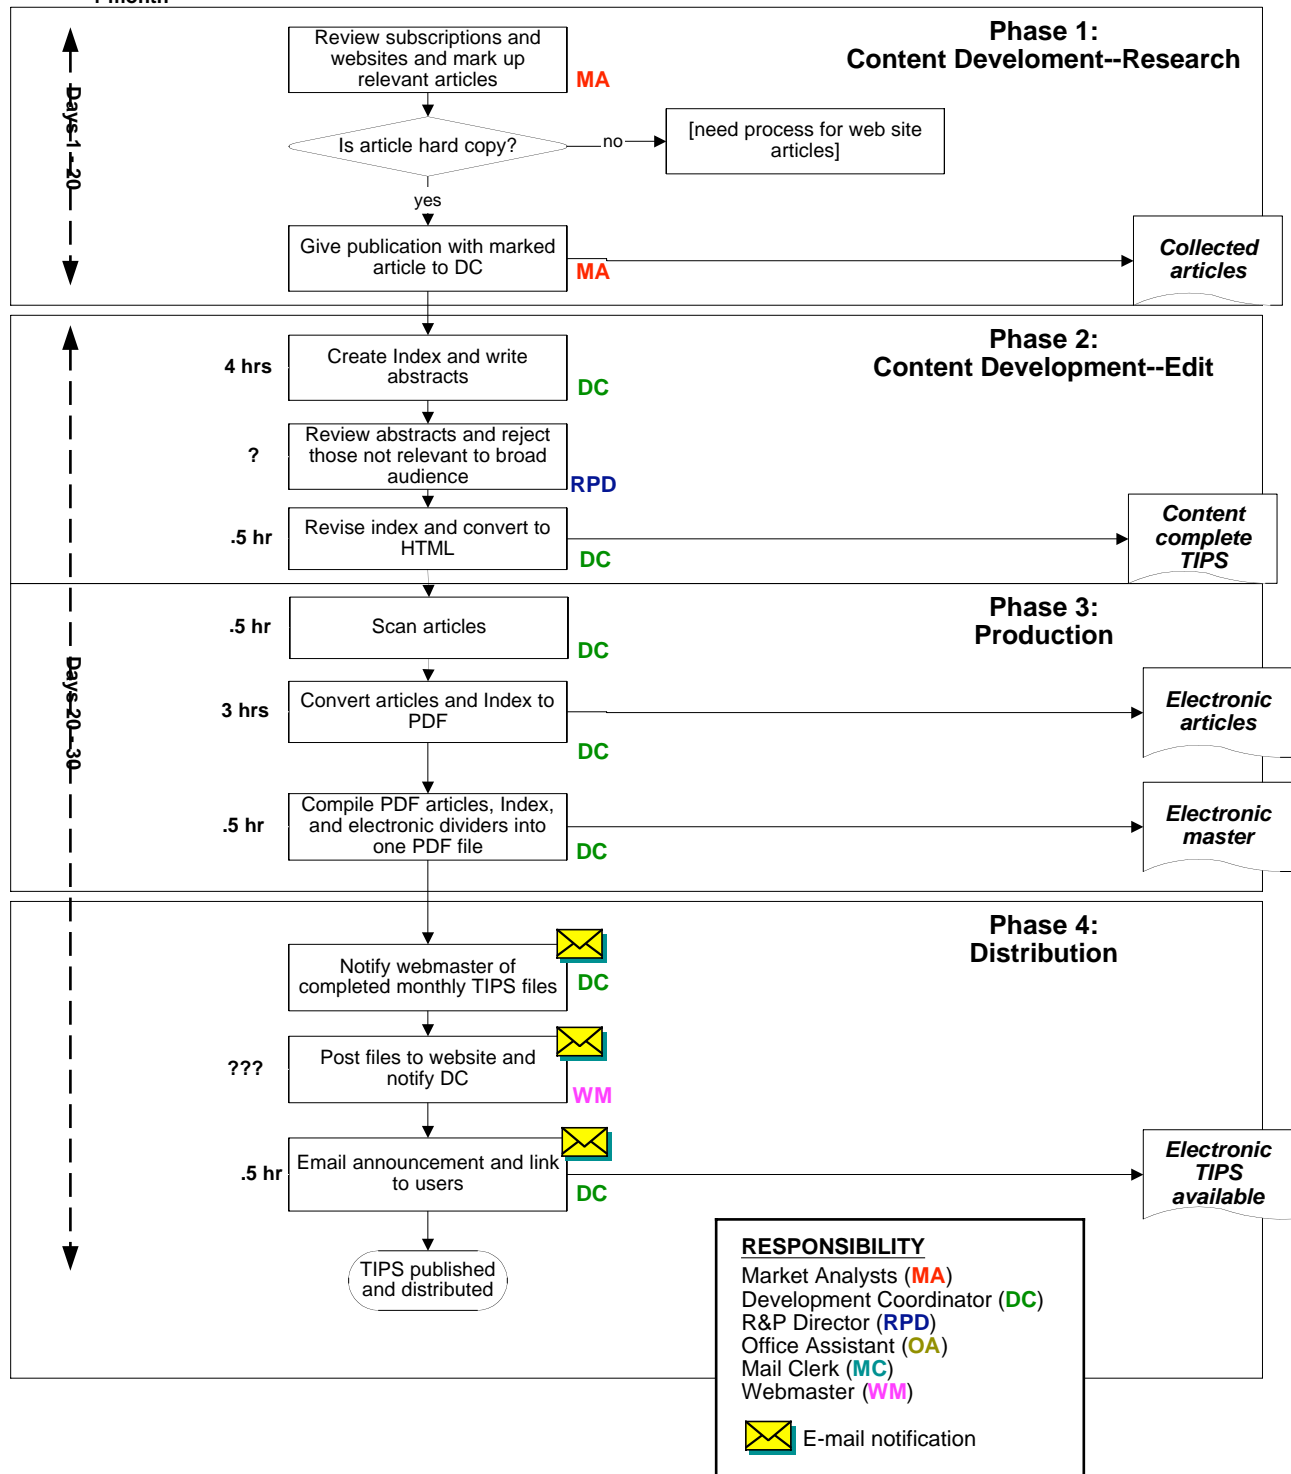 1 month
Phase 1:
Content Develoment--Research
Review subscriptions and
websites and mark up
relevant articles
MA
Days 1 - 20
Is article hard copy?
no
[need process for web site
articles]
yes
Give publication with marked
article to DC
MA
Collected
articles
Phase 2:
Content Development--Edit
4 hrs
Create Index and write
abstracts
DC
?
Review abstracts and reject
those not relevant to broad
audience
RPD
.5 hr
Revise index and convert to
HTML
DC
Content
complete
TIPS
Days 20 - 30
Phase 3:
Production
.5 hr
Scan articles
DC
3 hrs
Convert articles and Index to
PDF
DC
Electronic
articles
.5 hr
Compile PDF articles, Index,
and electronic dividers into
one PDF file
DC
Electronic
master
Phase 4:
Distribution
Notify webmaster of
completed monthly TIPS files
DC
???
Post files to website and
notify DC
WM
.5 hr
Email announcement and link
to users
DC
Electronic
TIPS
available
TIPS published
and distributed
RESPONSIBILITY
Market Analysts (MA)
Development Coordinator (DC)
R&P Director (RPD)
Office Assistant (OA)
Mail Clerk (MC)
Webmaster (WM)
E-mail notification